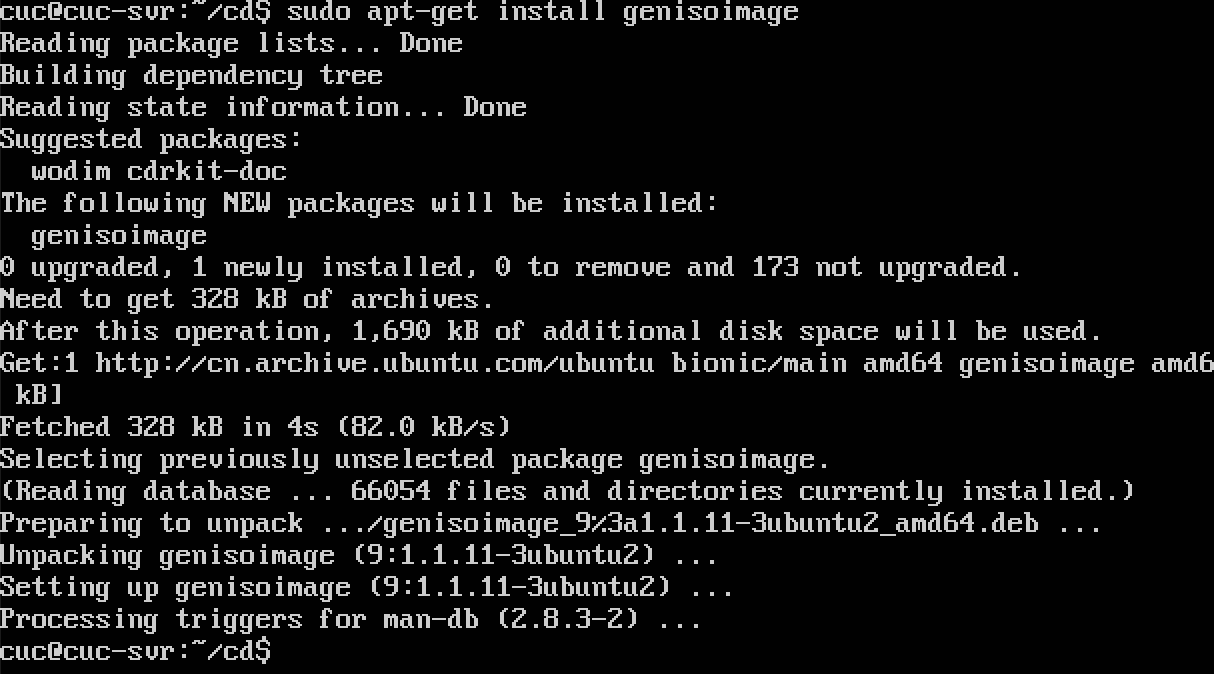 cuc@cuc-svr:~/cd$ sudo apt-get install genisoimage
Reading package lists... Done
Building dependency tree
Reading state information... Done
Suggested packages:
  wodim cdrkit-doc
The following NEW packages will be installed:
  genisoimage
0 upgraded, 1 newly installed, 0 to remove and 173 not upgraded.
Need to get 328 kB of archives.
After this operation, 1,690 kB of additional disk space will be used.
Get:1 http://cn.archive.ubuntu.com/ubuntu bionic/main amd64 genisoimage amd6
 kB]
Fetched 328 kB in 4s (82.0 kB/s)
Selecting previously unselected package genisoimage.
(Reading database ... 66054 files and directories currently installed.)
Preparing to unpack .../genisoimage_9%3a1.1.11-3ubuntu2_amd64.deb ...
Unpacking genisoimage (9:1.1.11-3ubuntu2) ...
Setting up genisoimage (9:1.1.11-3ubuntu2) ...
Processing triggers for man-db (2.8.3-2) ...
cuc@cuc-svr:~/cd$